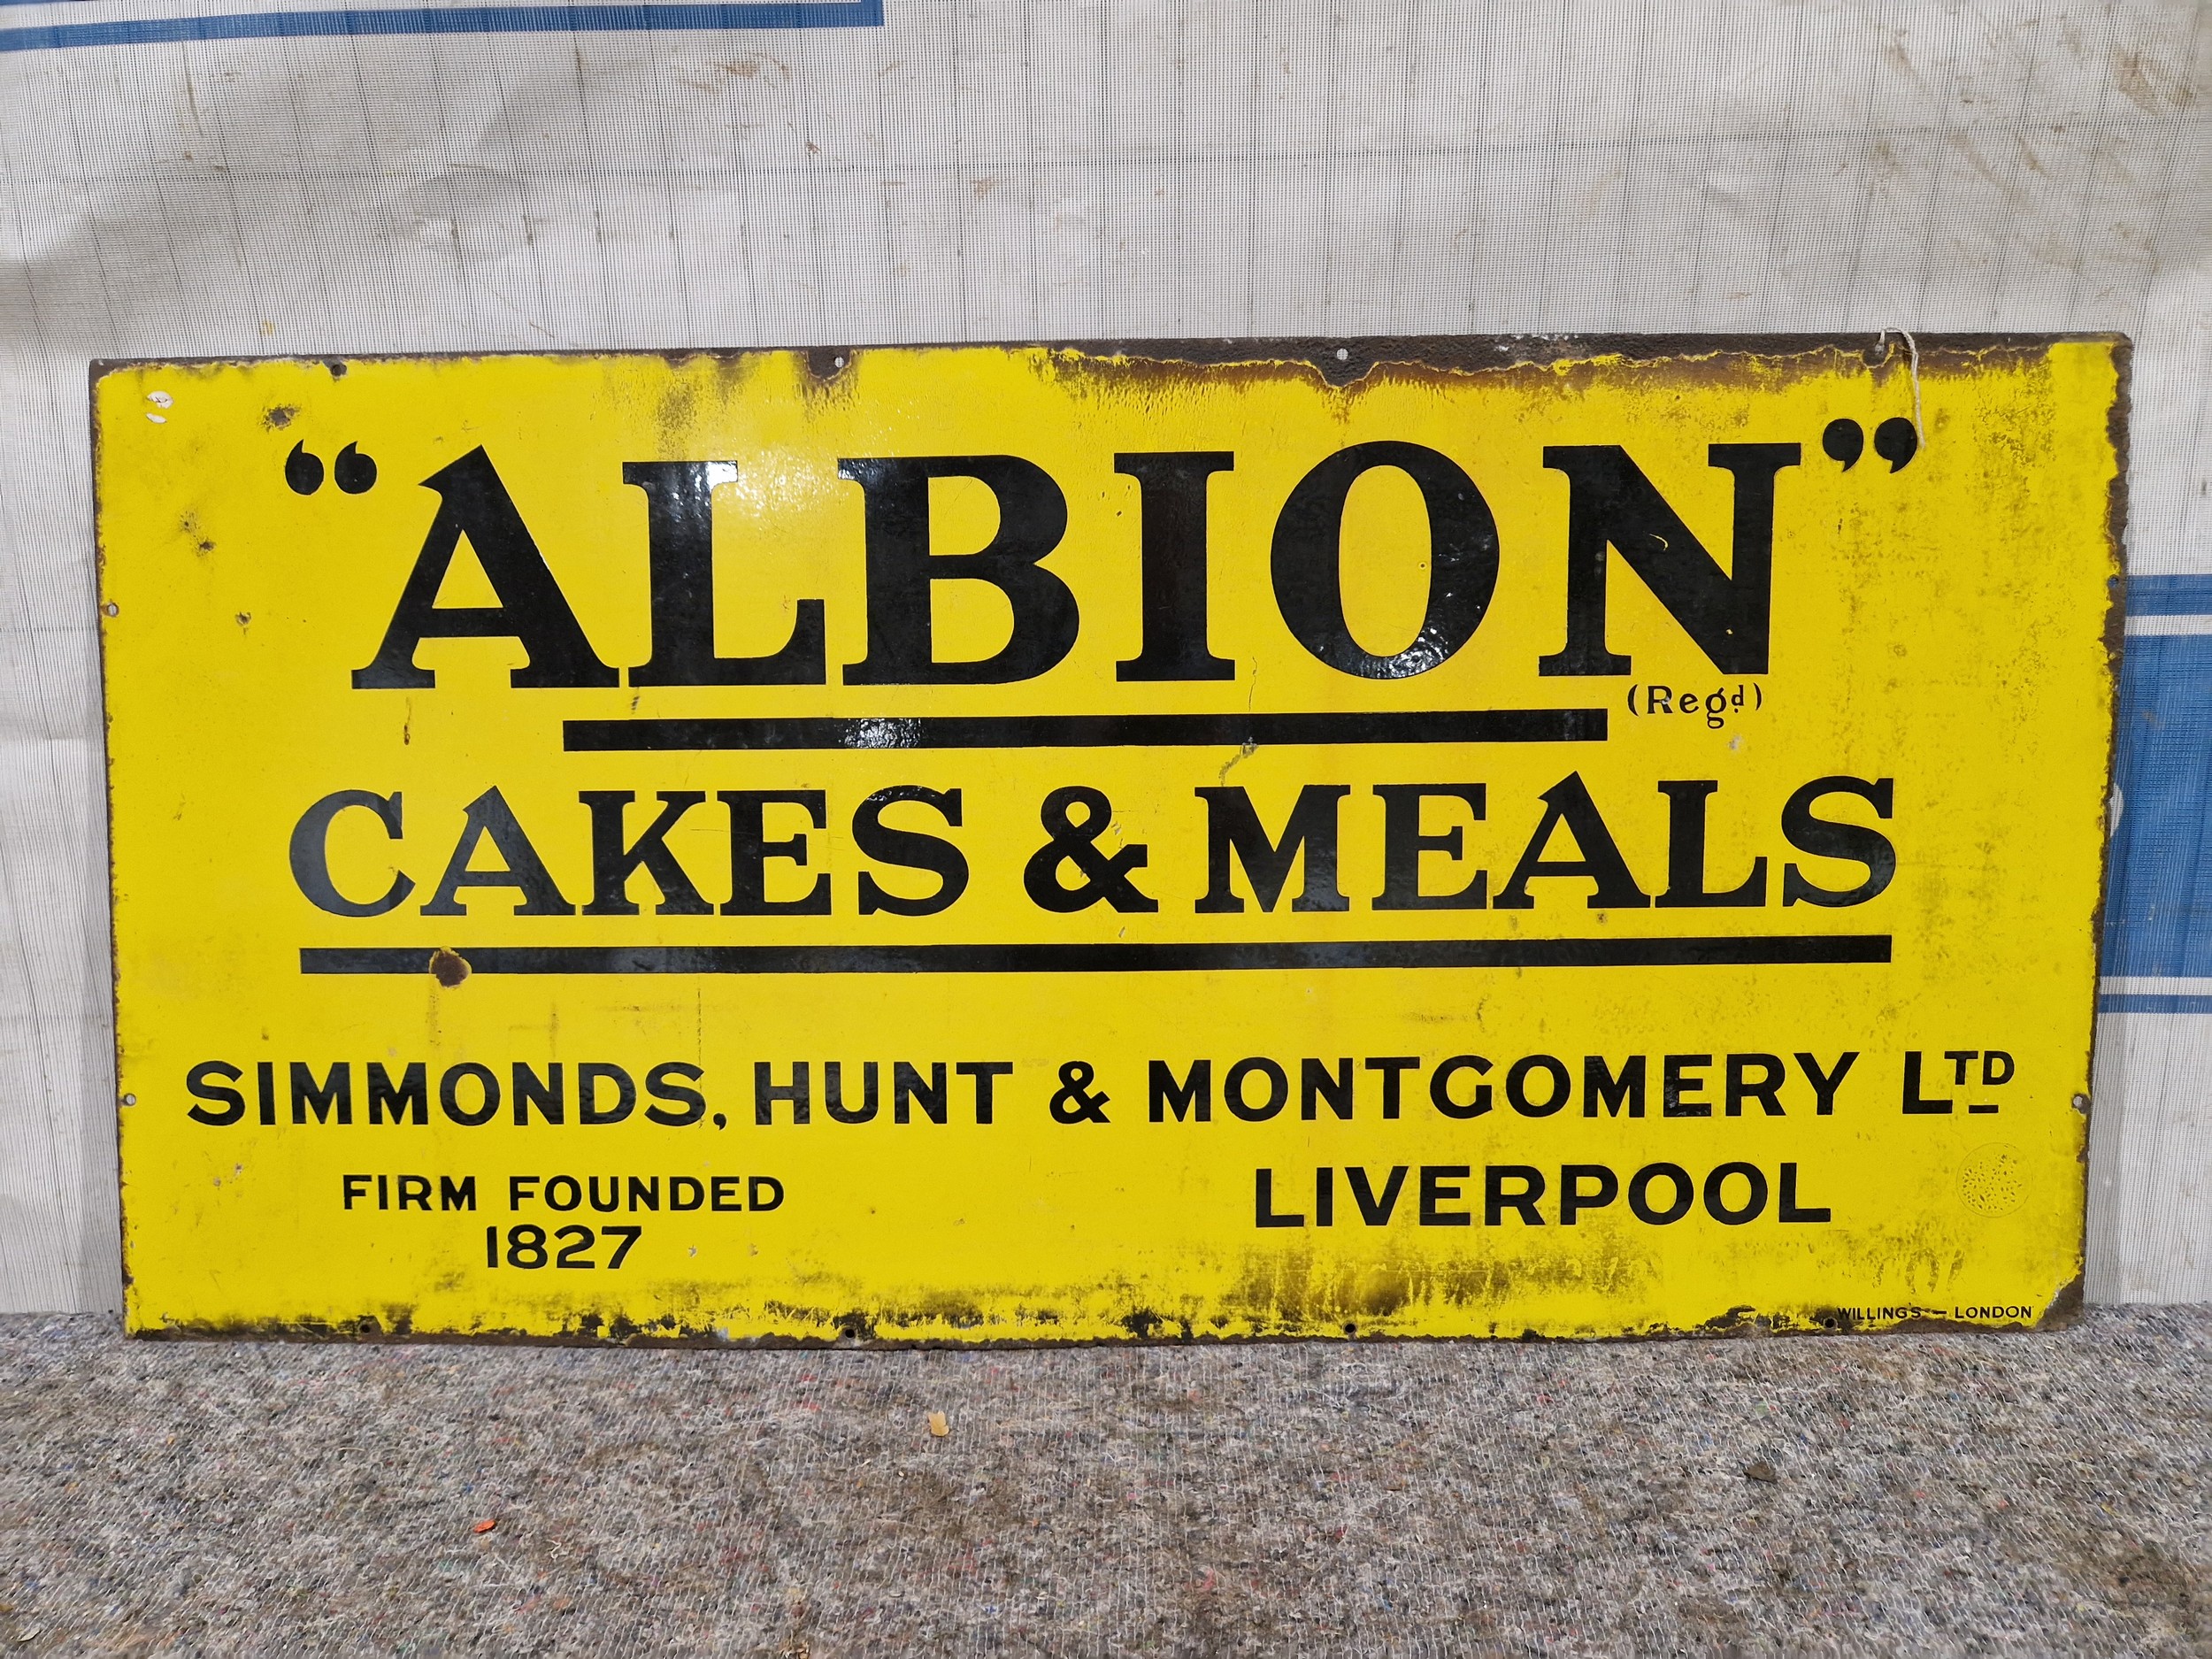 “ALBION”
(Regd)
CAKES & MEALS
SIMMONDS, HUNT & MONTGOMERY LTD
FIRM FOUNDED
1827
LIVERPOOL
WILLINGS — LONDON